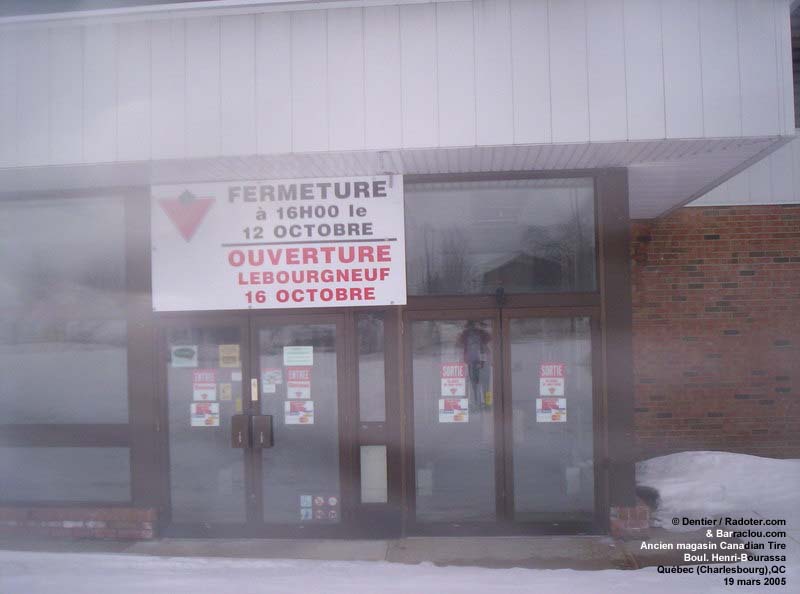 FERMETURE
à 16H00 le
12 OCTOBRE
OUVERTURE
LEBOURGNEUF
16 OCTOBRE
ENTRÉE
ENTRÉE
SORTIE
SORTIE
© Dentier / Radoter.com
& Barraclou.com
Ancien magasin Canadian Tire
Boul. Henri-Bourassa
Québec (Charlesbourg),QC
19 mars 2005